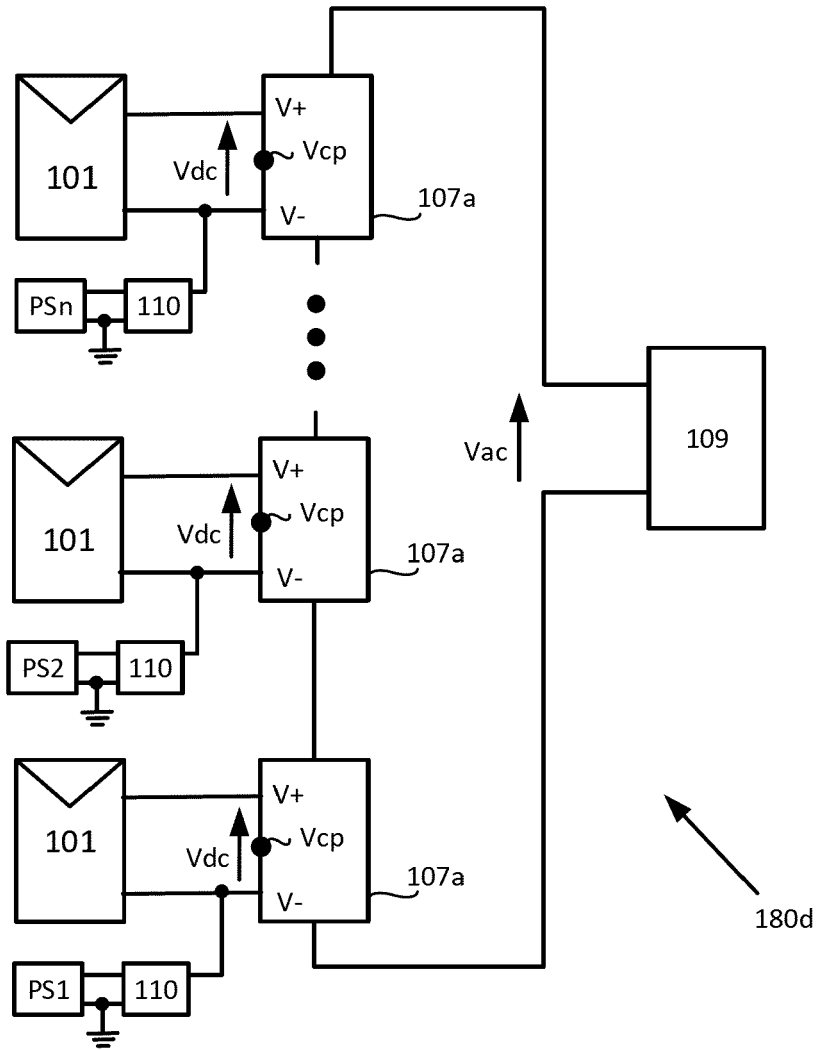 V+
101
Vdc
Vcp
V-
107a
PSn
110
109
Vac
V+
101
Vdc
Vcp
V-
107a
PS2
110
V+
101
Vdc
Vcp
V-
107a
180d
PS1
110